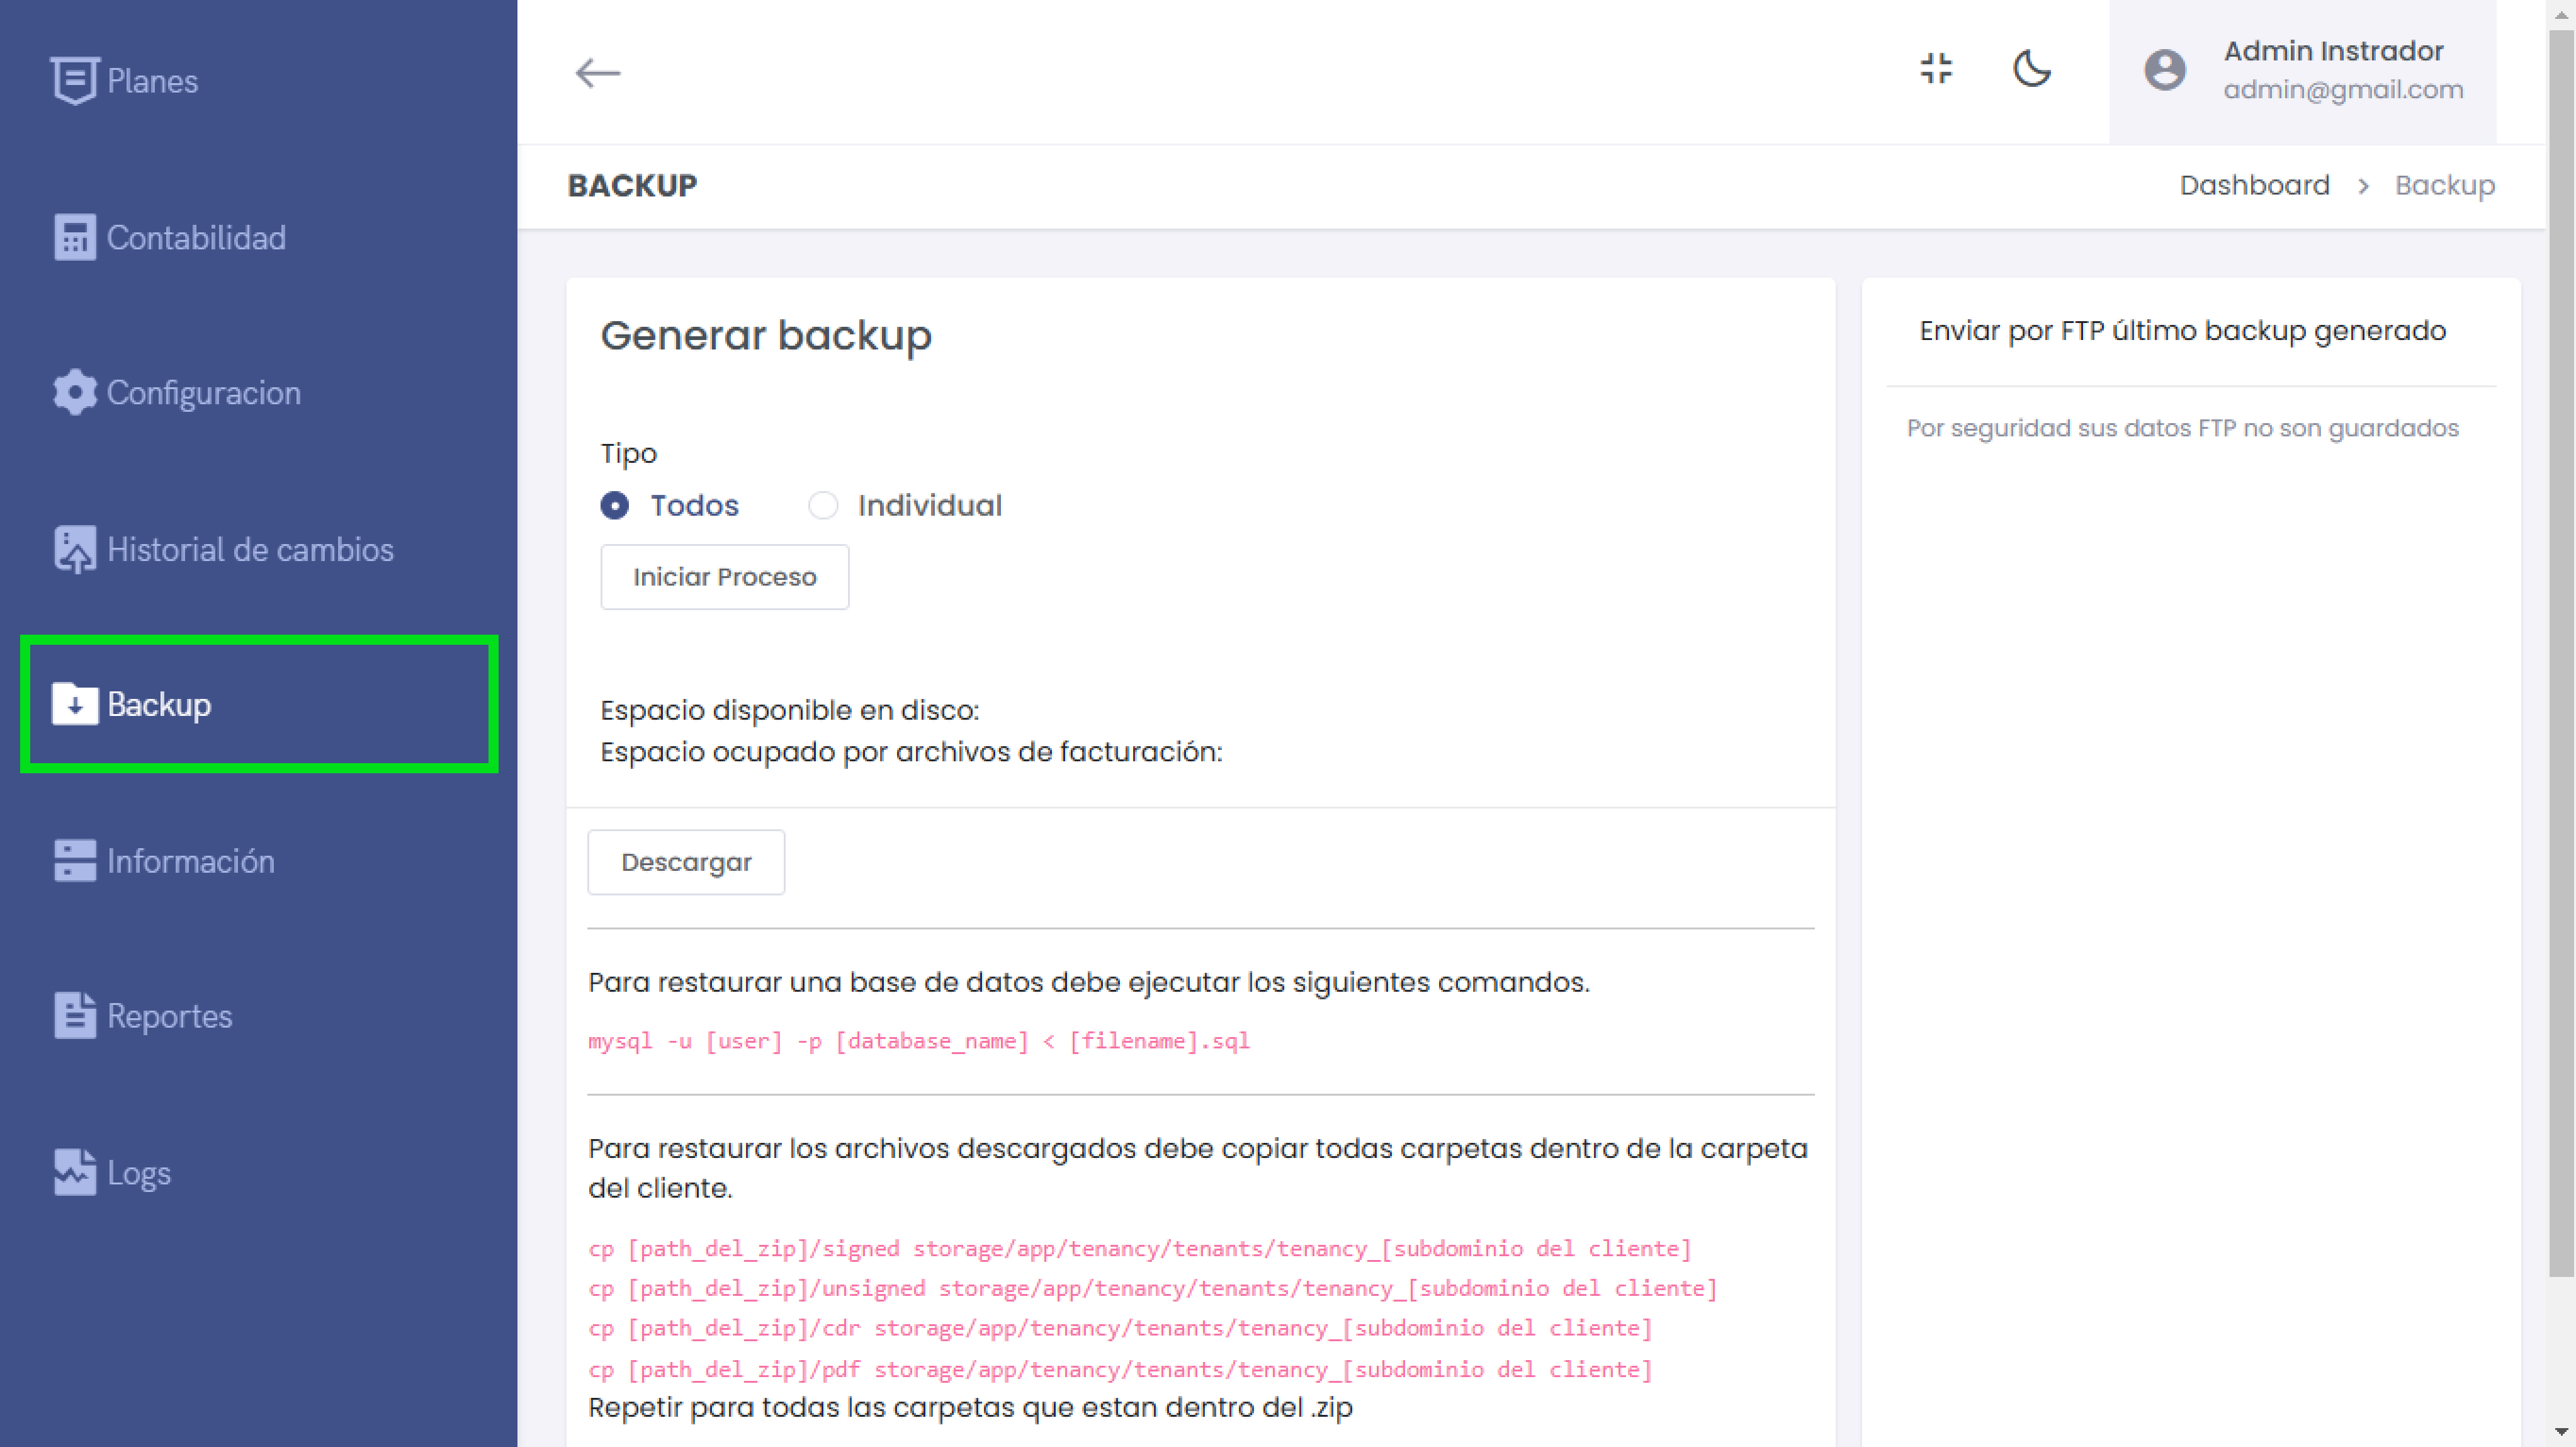 Planes
Contabilidad
Configuracion
Historial de cambios
Backup
Información
Reportes
Logs
Admin Instrador
admin@gmail.com
BACKUP
Dashboard > Backup
Generar backup
Tipo
Todos Individual
Iniciar Proceso
Espacio disponible en disco:
Espacio ocupado por archivos de facturación:
Descargar
Para restaurar una base de datos debe ejecutar los siguientes comandos.
mysql -u [user] -p [database_name] < [filename].sql
Para restaurar los archivos descargados debe copiar todas carpetas dentro de la carpeta
del cliente.
cp [path_del_zip]/signed storage/app/tenancy/tenants/tenancy_[subdominio del cliente]
cp [path_del_zip]/unsigned storage/app/tenancy/tenants/tenancy_[subdominio del cliente]
cp [path_del_zip]/cdr storage/app/tenancy/tenants/tenancy_[subdominio del cliente]
cp [path_del_zip]/pdf storage/app/tenancy/tenants/tenancy_[subdominio del cliente]
Repetir para todas las carpetas que estan dentro del .zip
Enviar por FTP último backup generado
Por seguridad sus datos FTP no son guardados